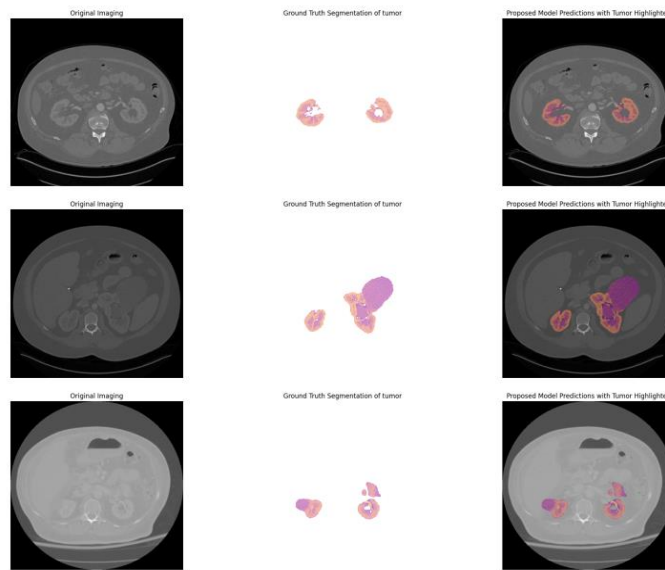 Original Imaging
Ground Truth Segmentation of tumor
Proposed Model Predictions with Tumor Highlighte
Original Imaging
Ground Truth Segmentation of tumor
Proposed Model Predictions with Tumor Highlighte
Original Imaging
Ground Truth Segmentation of tumor
Proposed Model Predictions with Tumor Highlighte